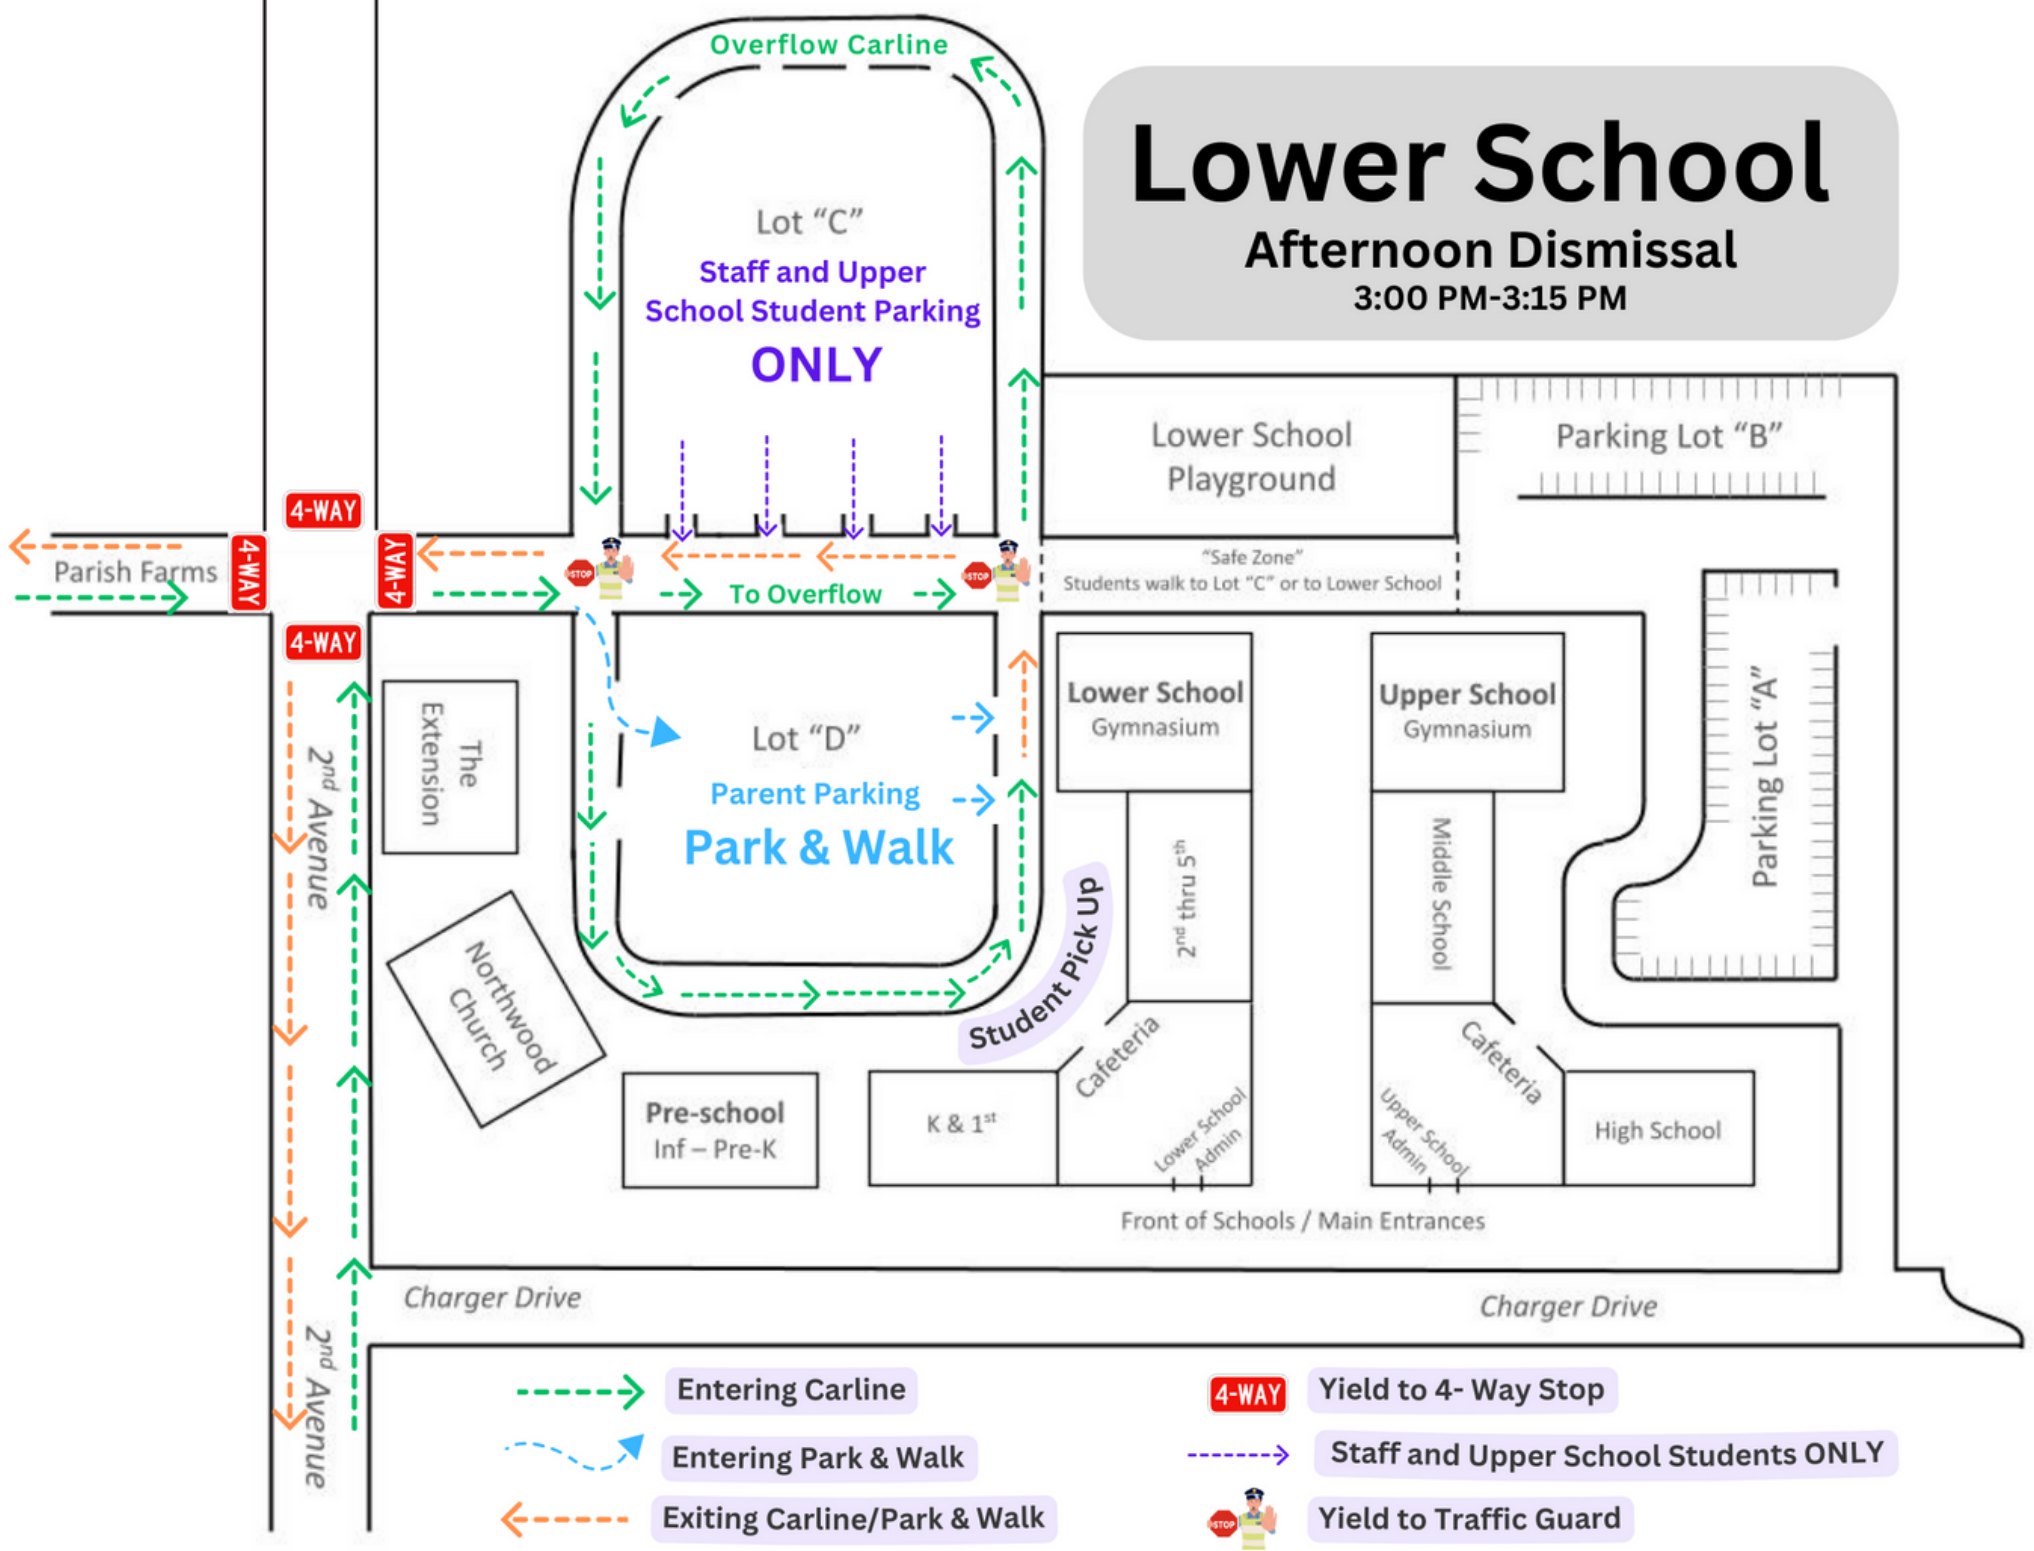 Overflow Carline
Lower School
Afternoon Dismissal
3:00 PM-3:15 PM
Lot “C”
Staff and Upper
School Student Parking
ONLY
Lower School
Playground
Parking Lot “B”
4-WAY
4-WAY
4-WAY
4-WAY
Parish Farms
STOP
STOP
To Overflow
“Safe Zone”
Students walk to Lot “C” or to Lower School
The
Extension
2nd Avenue
Lot “D”
Parent Parking
Park & Walk
Lower School
Gymnasium
Upper School
Gymnasium
Parking Lot “A”
2nd thru 5th
Middle School
Student Pick Up
Northwood
Church
Cafeteria
Cafeteria
Pre-school
Inf – Pre-K
K & 1st
Lower School
Admin
Upper School
Admin
High School
Front of Schools / Main Entrances
Charger Drive
Charger Drive
2nd Avenue
Entering Carline
Entering Park & Walk
Exiting Carline/Park & Walk
4-WAY
Yield to 4- Way Stop
Staff and Upper School Students ONLY
STOP
Yield to Traffic Guard